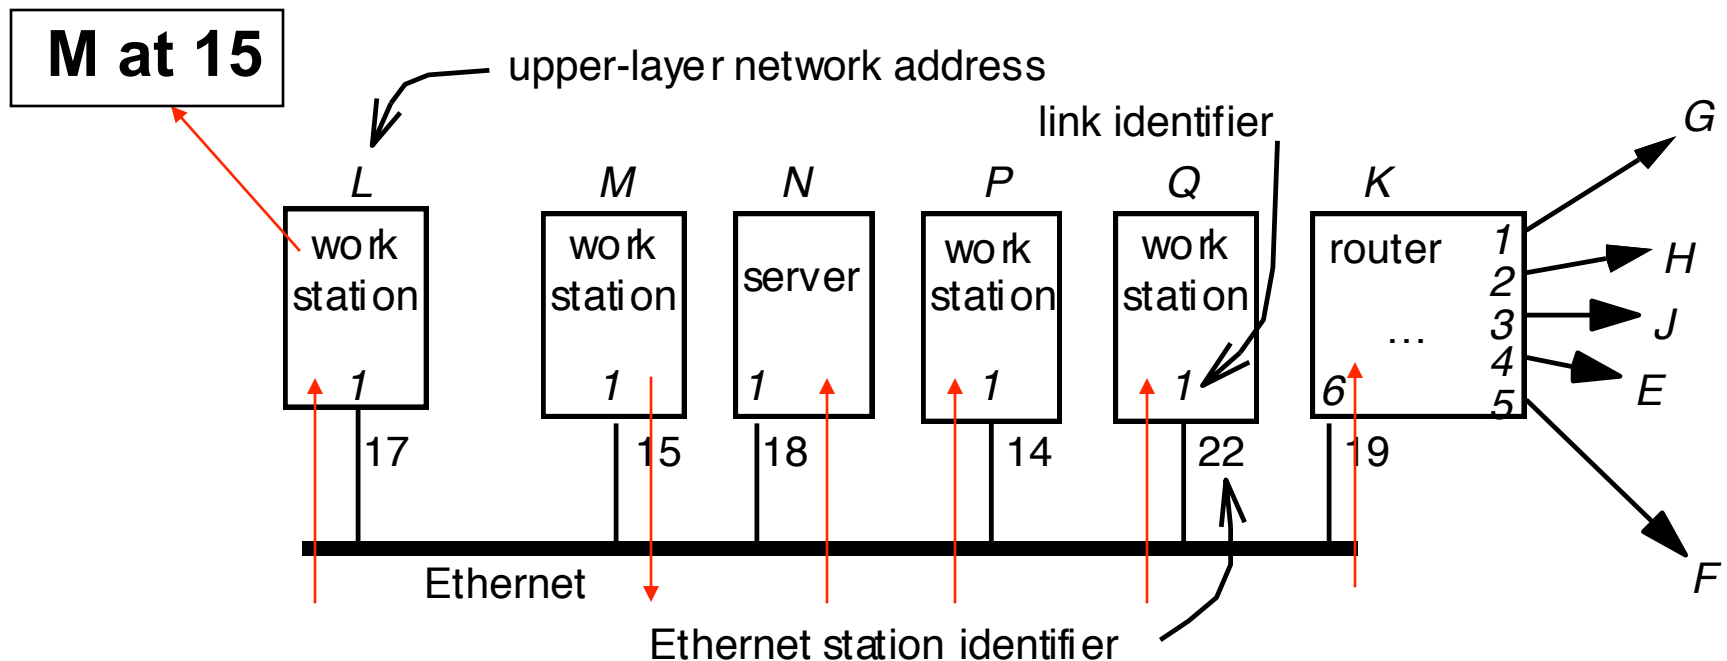 M at 15
upper-layer network address
link identifier
G
L M N P Q K
work station
work station
server
work station
work station
router
1
2
3
4
5
6
...
H
J
E
F
1 1 1 1 1
17 15 18 14 22 19
Ethernet
Ethernet station identifier